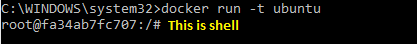 C:\WINDOWS\system32>docker run -t ubuntu
root@fa34ab7fc707:/# This is shell